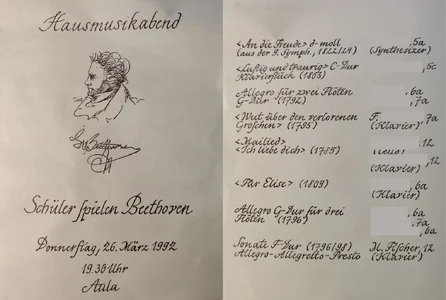 Hausmusikabend
Schüler spielen Beethoven
Donnerstag, 26. März 1992
19.30 Uhr
Aula
<An die Freude> d-moll , 5a
(aus der 9. Symph., 1822/24) (Synthesizer)
<Lustig und traurig> C-Dur , 5c
Klavierstück (1803)
Allegro für zwei Flöten , 6a
G-Dur (1792) , 7a
<Wut über den verlorenen F. , 7a
Groschen> (1795) (Klavier)
<Mailied> , 12
<Ich liebe dich> (1795)
, 12
(Klavier)
<Für Elise> (1809) , 6a
(Klavier)
Allegro G-Dur für drei , 6a
Flöten (1796) , 7a
, 6a
Sonate F-Dur (1796/98) M. Fischer, 12
Allegro-Allegretto-Presto (Klavier)